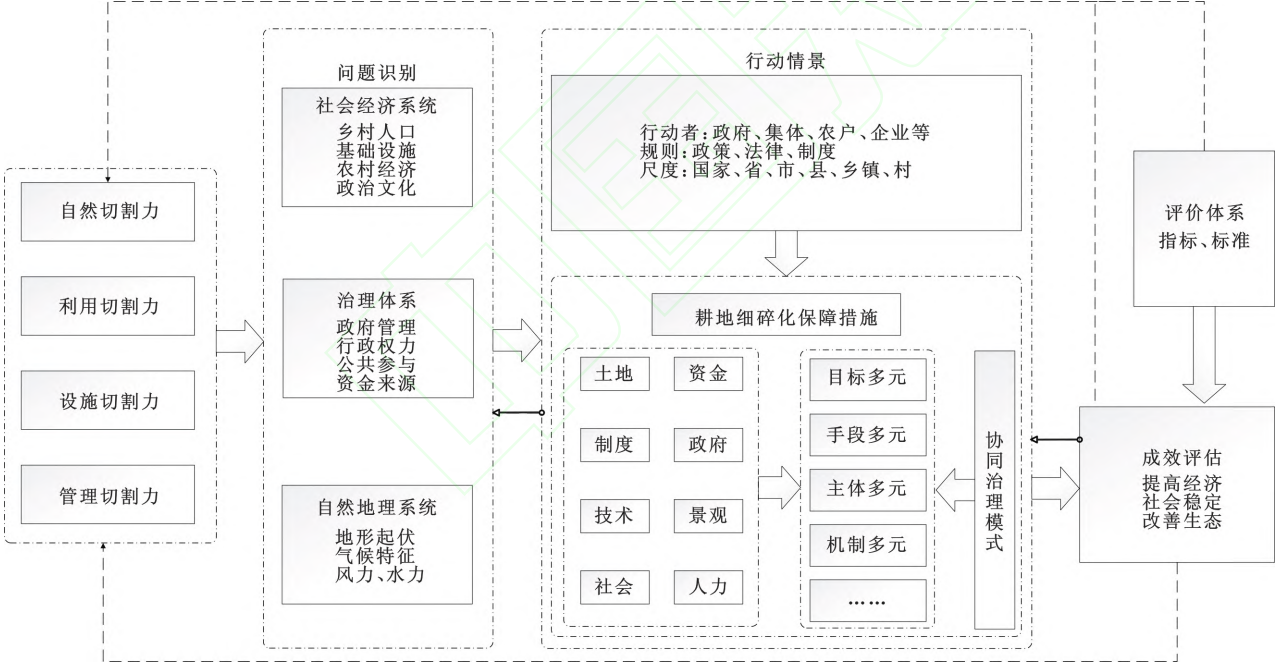 自然切割力
利用切割力
设施切割力
管理切割力
问题识别
社会经济系统
乡村人口
基础设施
农村经济
政治文化
治理体系
政府管理
行政权力
公共参与
资金来源
自然地理系统
地形起伏
气候特征
风力、水力
行动情景
行动者:政府、集体、农户、企业等
规则:政策、法律、制度
尺度:国家、省、市、县、乡镇、村
耕地细碎化保障措施
土地
资金
制度
政府
技术
景观
社会
人力
目标多元
手段多元
主体多元
机制多元
……
协同治理模式
评价体系
指标、标准
成效评估
提高经济
社会稳定
改善生态